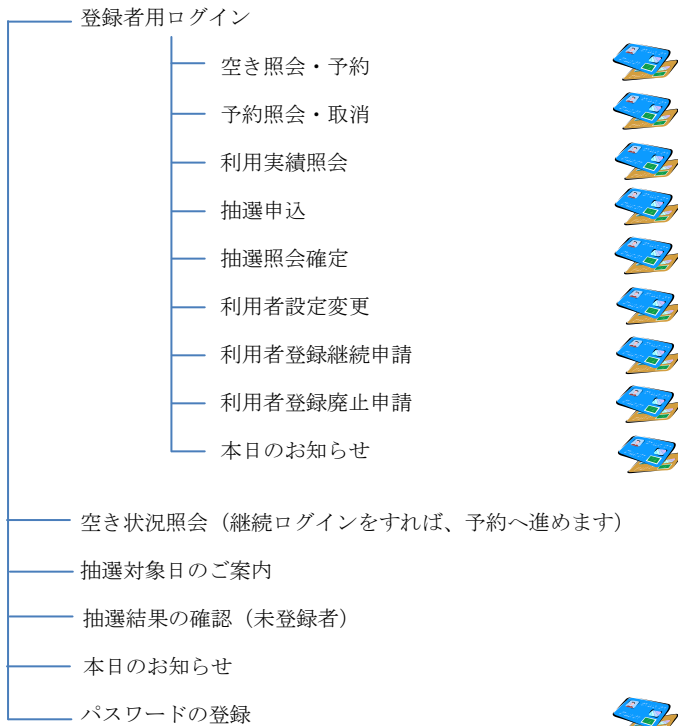 登録者用ログイン
空き照会・予約
予約照会・取消
利用実績照会
抽選申込
抽選照会確定
利用者設定変更
利用者登録継続申請
利用者登録廃止申請
本日のお知らせ
空き状況照会（継続ログインをすれば、予約へ進めます）
抽選対象日のご案内
抽選結果の確認（未登録者）
本日のお知らせ
パスワードの登録